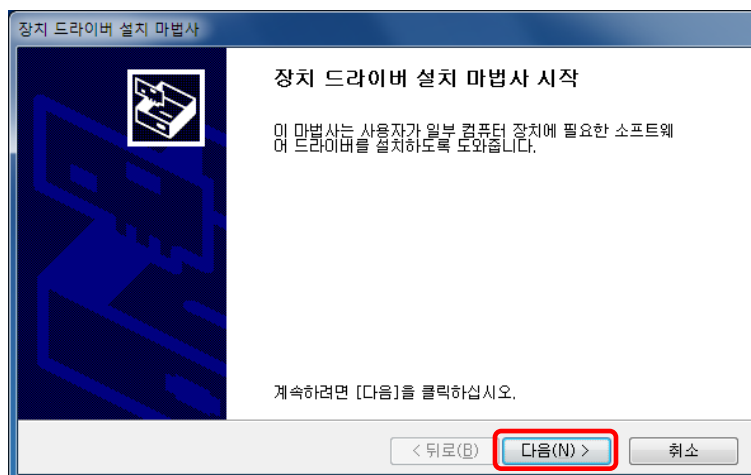 장치 드라이버 설치 마법사
장치 드라이버 설치 마법사 시작
이 마법사는 사용자가 일부 컴퓨터 장치에 필요한 소프트웨
어 드라이버를 설치하도록 도와줍니다.
계속하려면 [다음]을 클릭하십시오.
< 뒤로(B) 다음(N) > 취소